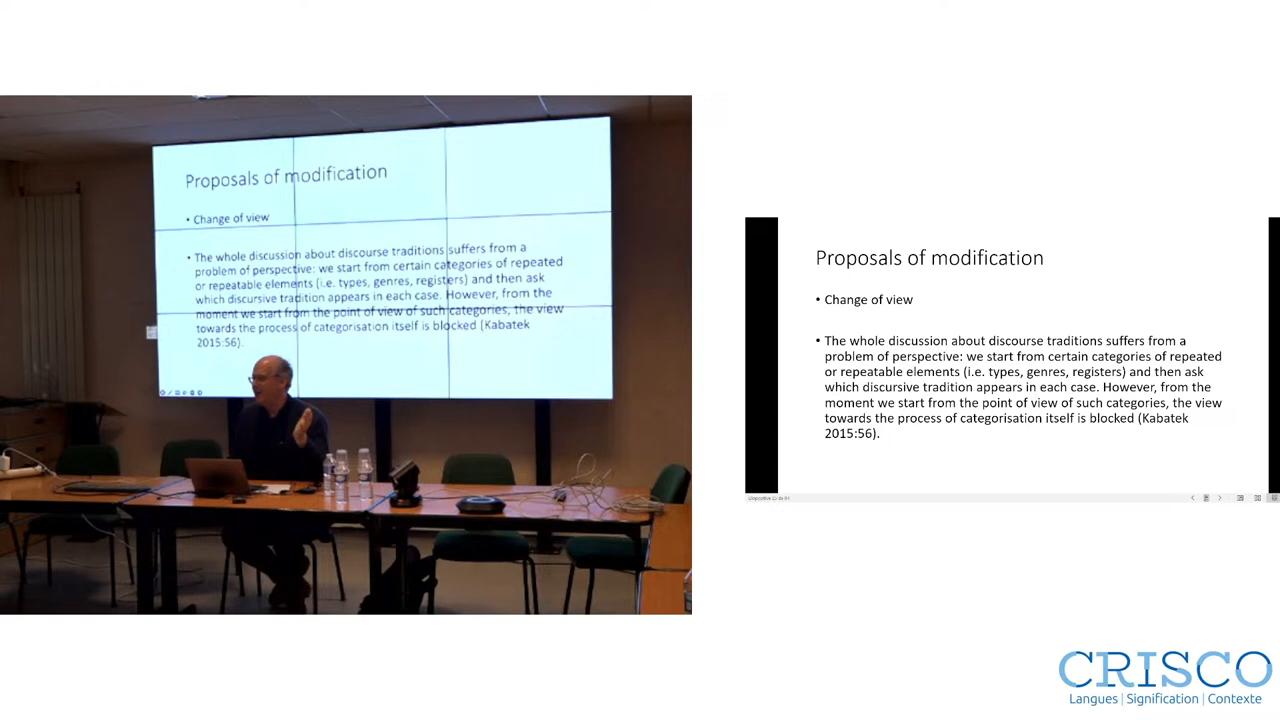 Proposals of modification
• Change of view
• The whole discussion about discourse traditions suffers from a
problem of perspective: we start from certain categories of repeated
or repeatable elements (i.e. types, genres, registers) and then ask
which discursive tradition appears in each case. However, from the
moment we start from the point of view of such categories, the view
towards the process of categorisation itself is blocked (Kabatek
2015:56).
Proposals of modification
• Change of view
• The whole discussion about discourse traditions suffers from a
problem of perspective: we start from certain categories of repeated
or repeatable elements (i.e. types, genres, registers) and then ask
which discursive tradition appears in each case. However, from the
moment we start from the point of view of such categories, the view
towards the process of categorisation itself is blocked (Kabatek
2015:56).
CRISCO
Langues | Signification | Contexte